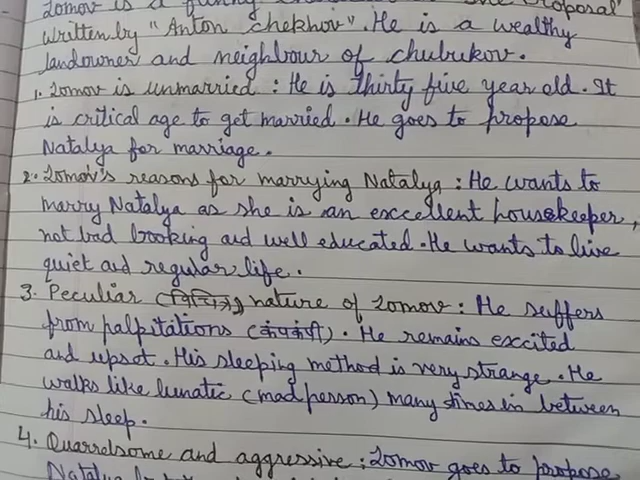 Lomov is a funny Proposal"
written by "Anton chekhov". He is a wealthy
landowner and neighbour of chubukov.
1. Lomov is unmarried : He is thirty five year old. It
is critical age to get married. He goes to propose
Natalya for marriage.
2. Lomov's reasons for marrying Natalya : He wants to
marry Natalya as she is an excellent housekeeper,
not bad looking and well educated. He wants to live
quiet and regular life.
3. Peculiar (विचित्र) nature of Lomov : He suffers
from palpitations (कंपकंपी). He remains excited
and upset. His sleeping method is very strange. He
walks like lunatic (mad person) many times in between
his sleep.
4. Quarrelsome and aggressive : Lomov goes to propose
Natalya